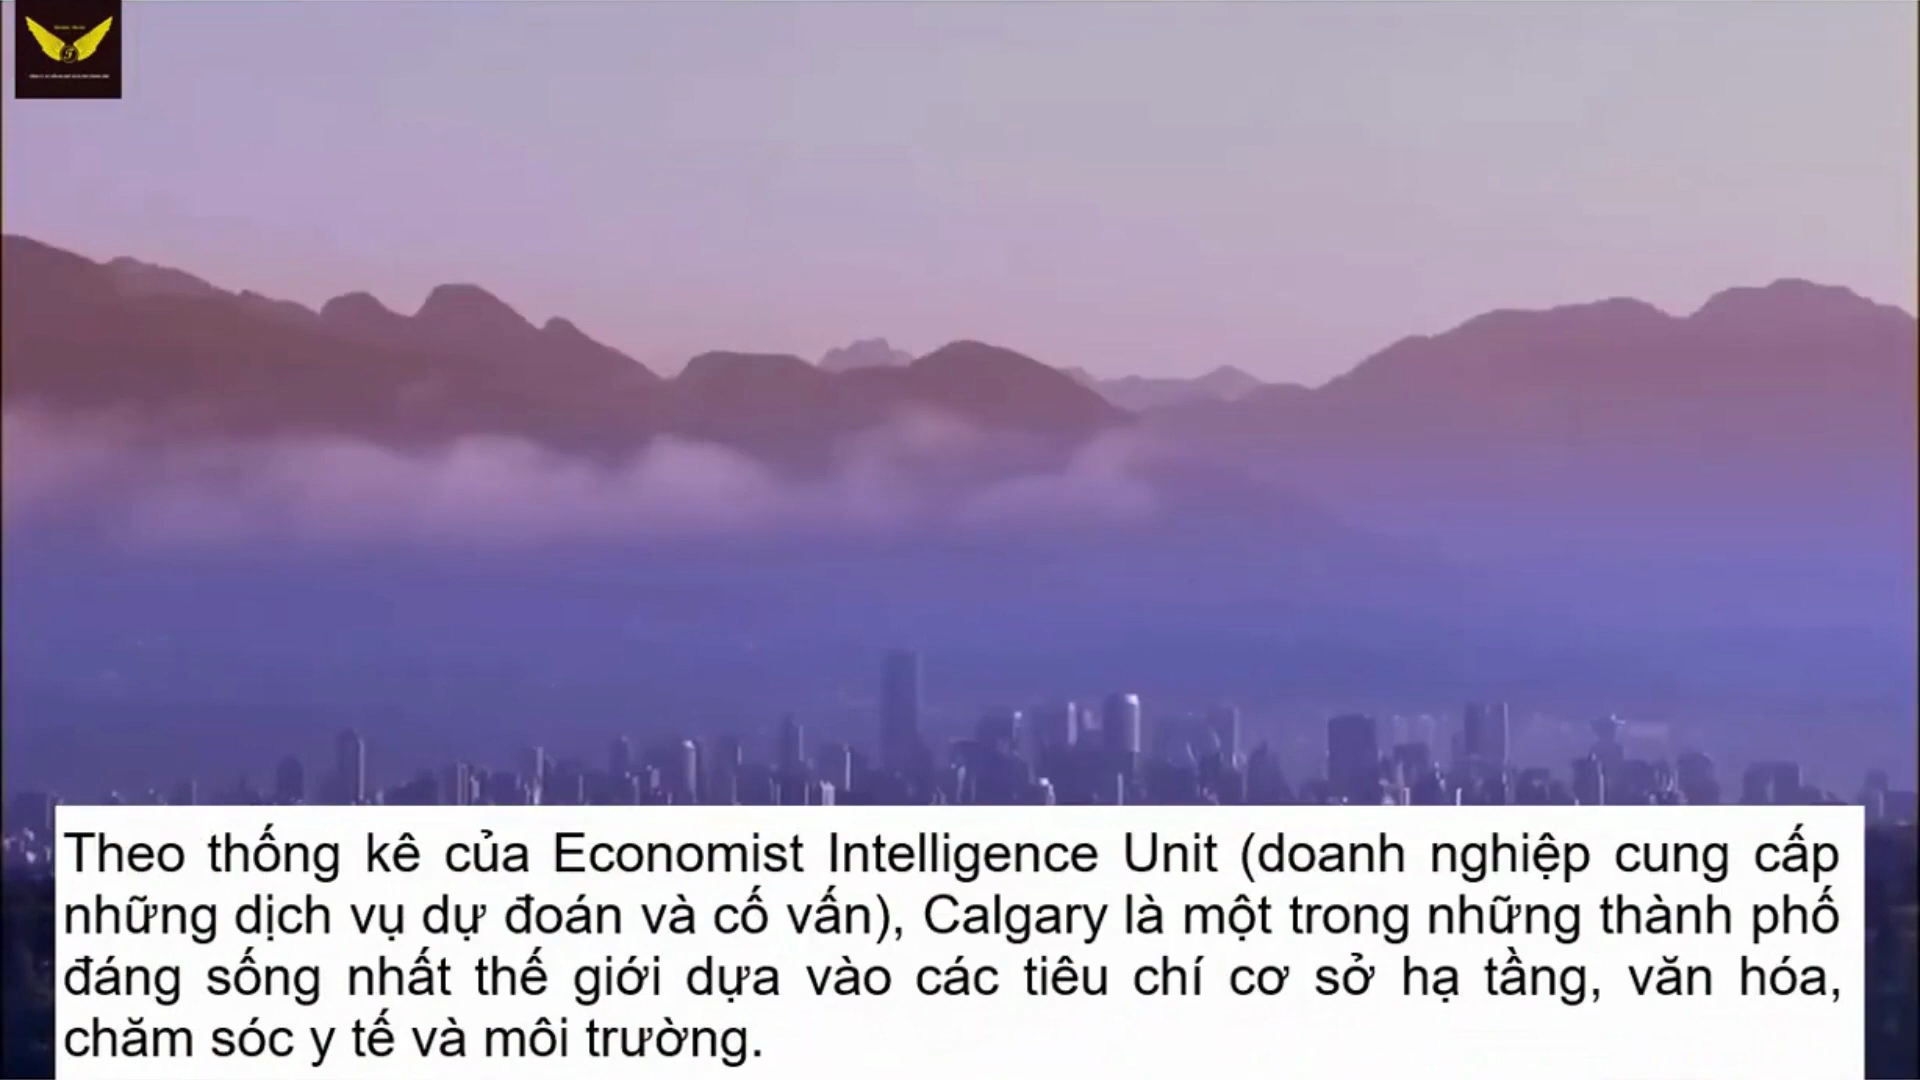 Theo thống kê của Economist Intelligence Unit (doanh nghiệp cung cấp
những dịch vụ dự đoán và cố vấn), Calgary là một trong những thành phố
đáng sống nhất thế giới dựa vào các tiêu chí cơ sở hạ tầng, văn hóa,
chăm sóc y tế và môi trường.